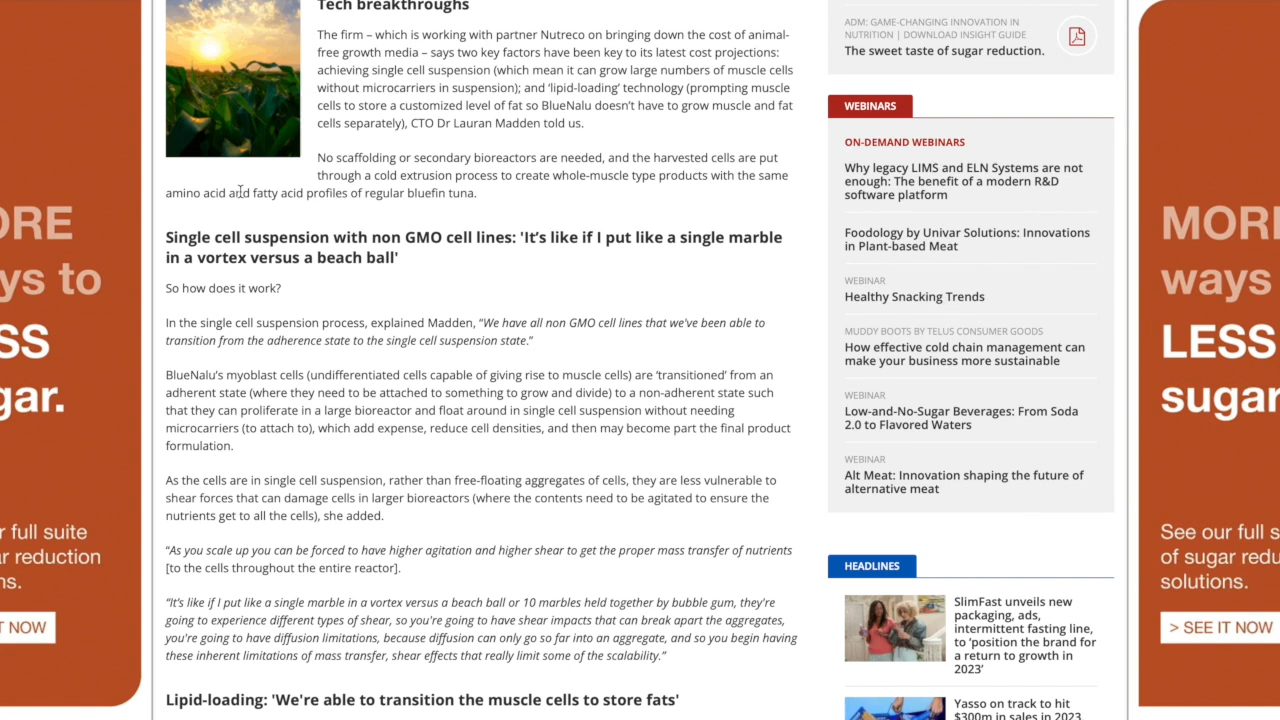 Tech breakthroughs
The firm – which is working with partner Nutreco on bringing down the cost of animal-
free growth media – says two key factors have been key to its latest cost projections:
achieving single cell suspension (which mean it can grow large numbers of muscle cells
without microcarriers in suspension); and ‘lipid-loading’ technology (prompting muscle
cells to store a customized level of fat so BlueNalu doesn’t have to grow muscle and fat
cells separately), CTO Dr Lauran Madden told us.
No scaffolding or secondary bioreactors are needed, and the harvested cells are put
through a cold extrusion process to create whole-muscle type products with the same
amino acid and fatty acid profiles of regular bluefin tuna.
Single cell suspension with non GMO cell lines: 'It’s like if I put like a single marble
in a vortex versus a beach ball'
So how does it work?
In the single cell suspension process, explained Madden, “We have all non GMO cell lines that we've been able to
transition from the adherence state to the single cell suspension state.”
BlueNalu’s myoblast cells (undifferentiated cells capable of giving rise to muscle cells) are ‘transitioned’ from an
adherent state (where they need to be attached to something to grow and divide) to a non-adherent state such
that they can proliferate in a large bioreactor and float around in single cell suspension without needing
microcarriers (to attach to), which add expense, reduce cell densities, and then may become part the final product
formulation.
As the cells are in single cell suspension, rather than free-floating aggregates of cells, they are less vulnerable to
shear forces that can damage cells in larger bioreactors (where the contents need to be agitated to ensure the
nutrients get to all the cells), she added.
“As you scale up you can be forced to have higher agitation and higher shear to get the proper mass transfer of nutrients
[to the cells throughout the entire reactor].
“It’s like if I put like a single marble in a vortex versus a beach ball or 10 marbles held together by bubble gum, they're
going to experience different types of shear, so you're going to have shear impacts that can break apart the aggregates,
you're going to have diffusion limitations, because diffusion can only go so far into an aggregate, and so you begin having
these inherent limitations of mass transfer, shear effects that really limit some of the scalability.”
Lipid-loading: 'We're able to transition the muscle cells to store fats'
ADM: GAME-CHANGING INNOVATION IN
NUTRITION | DOWNLOAD INSIGHT GUIDE
The sweet taste of sugar reduction.
WEBINARS
ON-DEMAND WEBINARS
Why legacy LIMS and ELN Systems are not
enough: The benefit of a modern R&D
software platform
Foodology by Univar Solutions: Innovations
in Plant-based Meat
WEBINAR
Healthy Snacking Trends
MUDDY BOOTS BY TELUS CONSUMER GOODS
How effective cold chain management can
make your business more sustainable
WEBINAR
Low-and-No-Sugar Beverages: From Soda
2.0 to Flavored Waters
WEBINAR
Alt Meat: Innovation shaping the future of
alternative meat
HEADLINES
SlimFast unveils new
packaging, ads,
intermittent fasting line,
to ‘position the brand for
a return to growth in
2023’
Yasso on track to hit
$300m in sales in 2023
ORE
ys to
SS
gar.
r full suite
ar reduction
ns.
T NOW
MORE
ways
LESS
sugar
See our full s
of sugar redu
solutions.
> SEE IT NOW